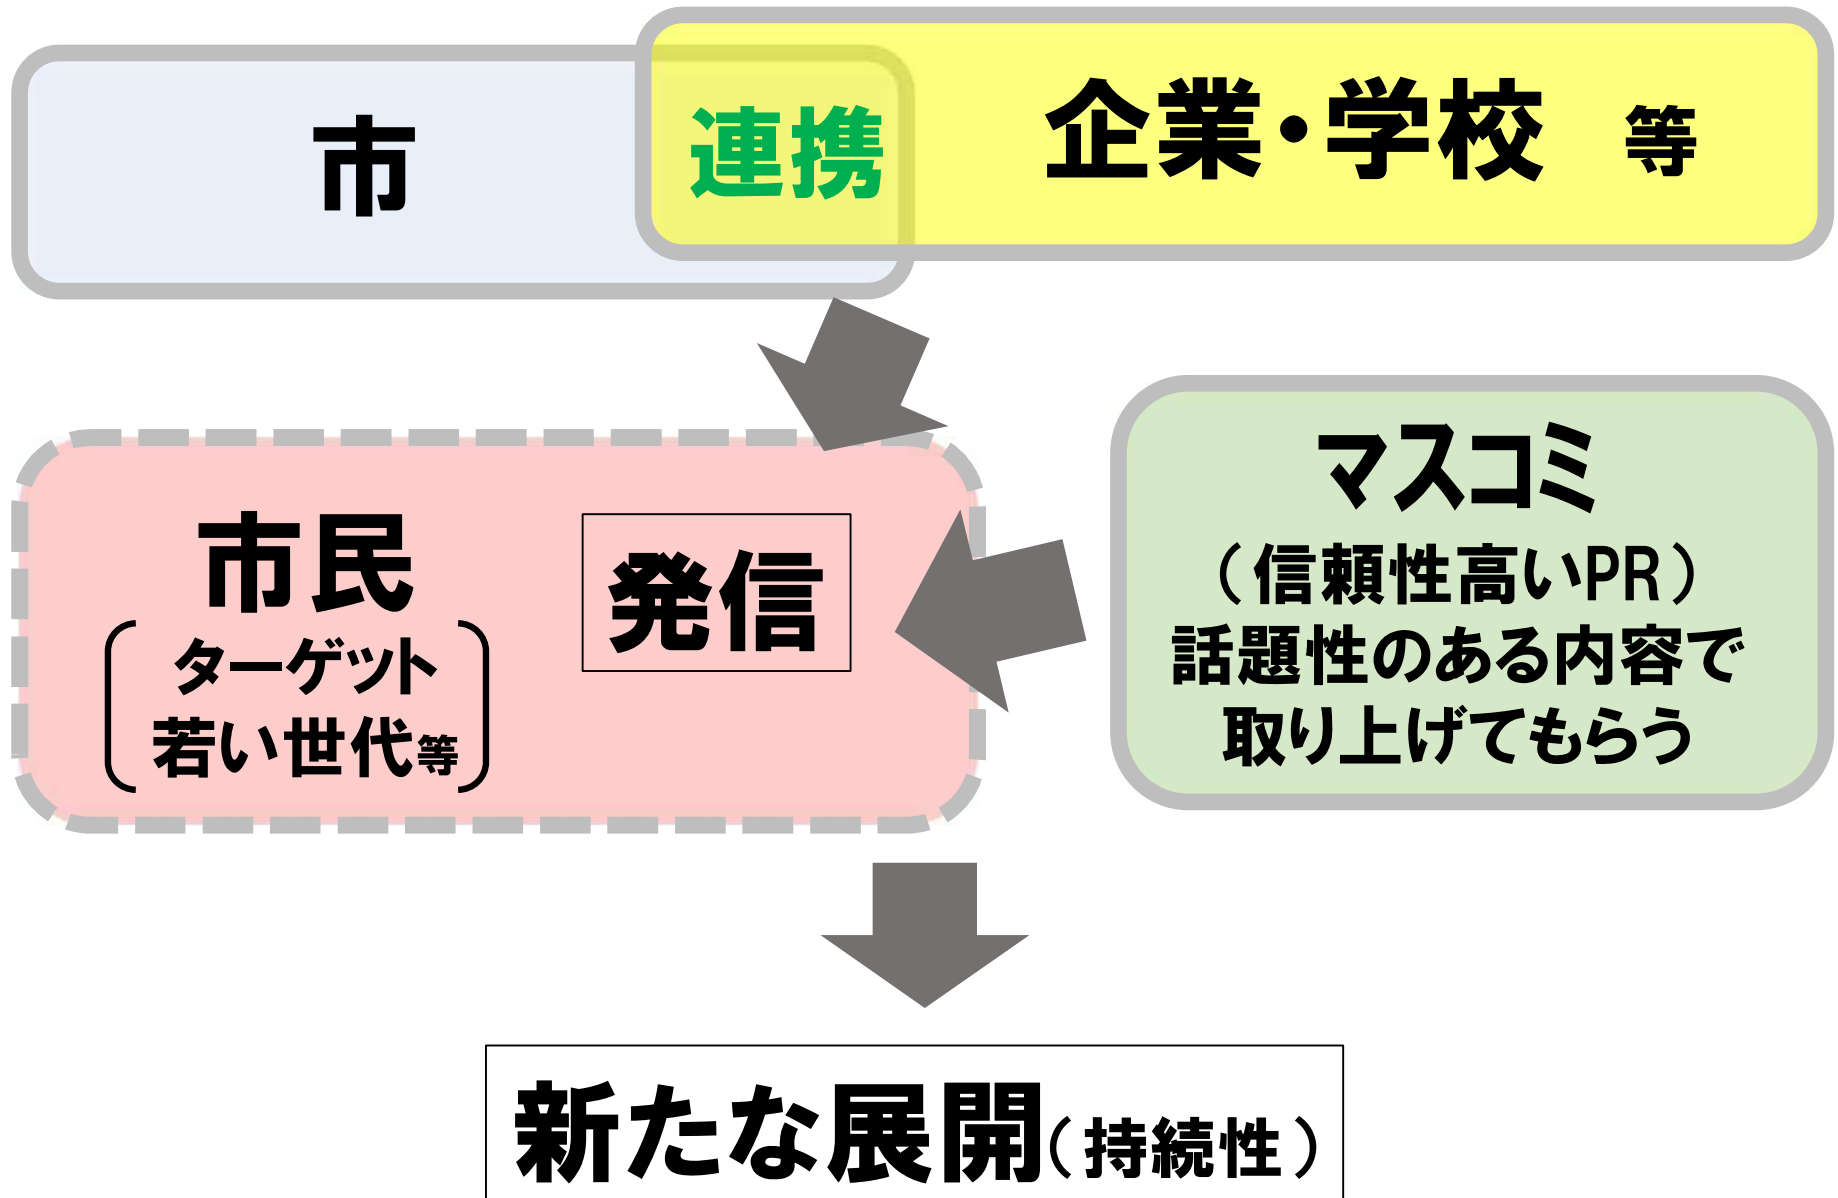 市
連携
企業・学校 等
市民
ターゲット
若い世代等
発信
マスコミ
（信頼性高いPR）
話題性のある内容で
取り上げてもらう
新たな展開（持続性）